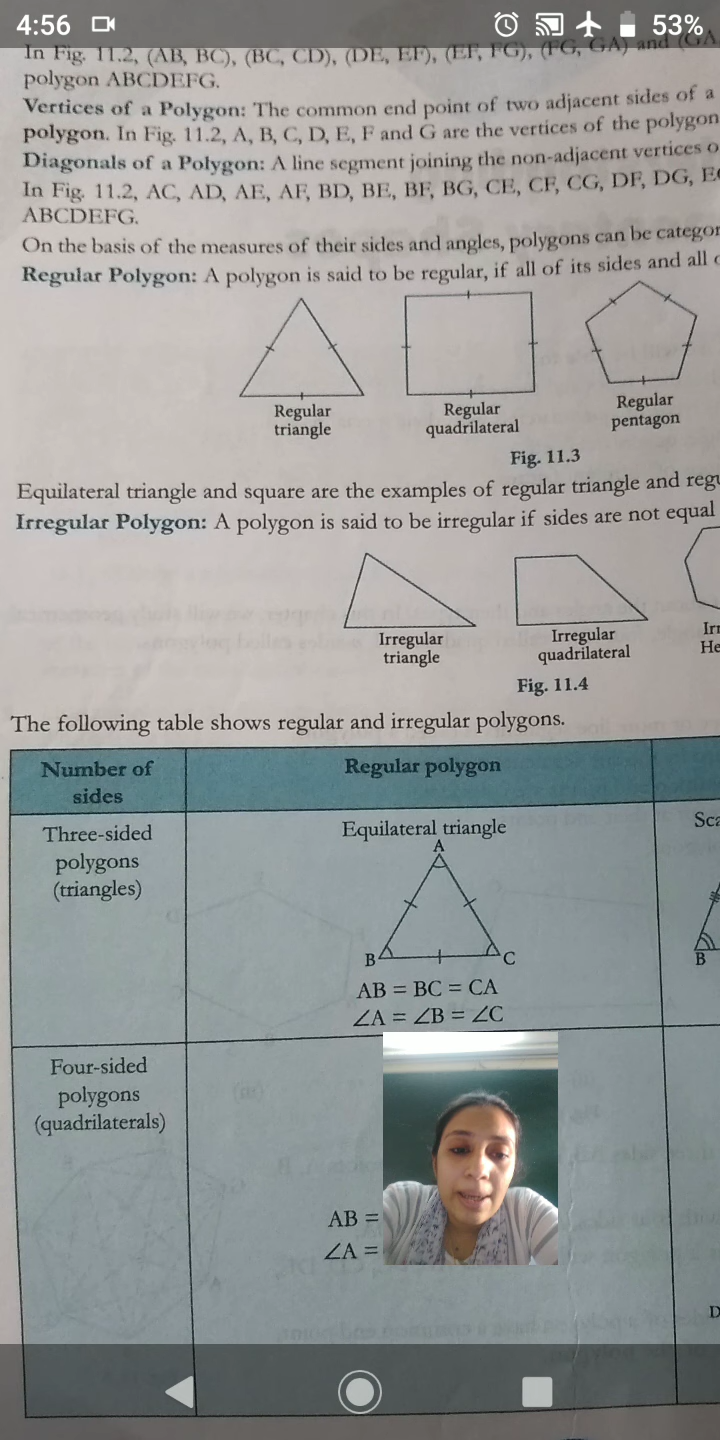 4:56
53%
In Fig. 11.2, (AB, BC), (BC, CD), (DE, EF), (EF, FG), (FG, GA) and (GA
polygon ABCDEFG.
Vertices of a Polygon: The common end point of two adjacent sides of a
polygon. In Fig. 11.2, A, B, C, D, E, F and G are the vertices of the polygon
Diagonals of a Polygon: A line segment joining the non-adjacent vertices o
In Fig. 11.2, AC, AD, AE, AF, BD, BE, BF, BG, CE, CF, CG, DF, DG, E
ABCDEFG.
On the basis of the measures of their sides and angles, polygons can be categor
Regular Polygon: A polygon is said to be regular, if all of its sides and all
Regular
triangle
Regular
quadrilateral
Regular
pentagon
Fig. 11.3
Equilateral triangle and square are the examples of regular triangle and regu
Irregular Polygon: A polygon is said to be irregular if sides are not equal
Irregular
triangle
Irregular
quadrilateral
Irr
He
Fig. 11.4
The following table shows regular and irregular polygons.
Number of
sides
Regular polygon
Three-sided
polygons
(triangles)
Equilateral triangle
A
B
C
AB = BC = CA
∠A = ∠B = ∠C
Sca
B
Four-sided
polygons
(quadrilaterals)
AB =
∠A =
D